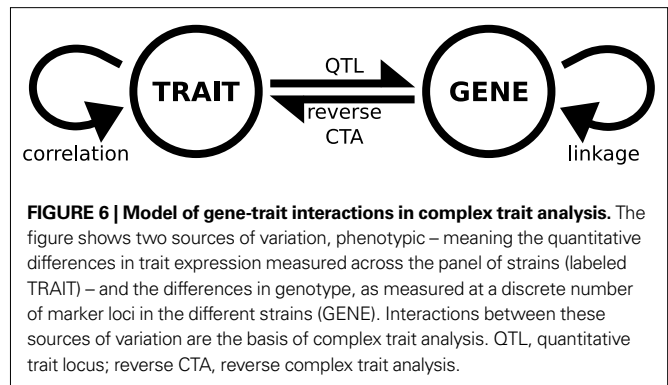 QTL
TRAIT
GENE
reverse
CTA
correlation
linkage
FIGURE 6 | Model of gene-trait interactions in complex trait analysis. The
figure shows two sources of variation, phenotypic – meaning the quantitative
differences in trait expression measured across the panel of strains (labeled
TRAIT) – and the differences in genotype, as measured at a discrete number
of marker loci in the different strains (GENE). Interactions between these
sources of variation are the basis of complex trait analysis. QTL, quantitative
trait locus; reverse CTA, reverse complex trait analysis.